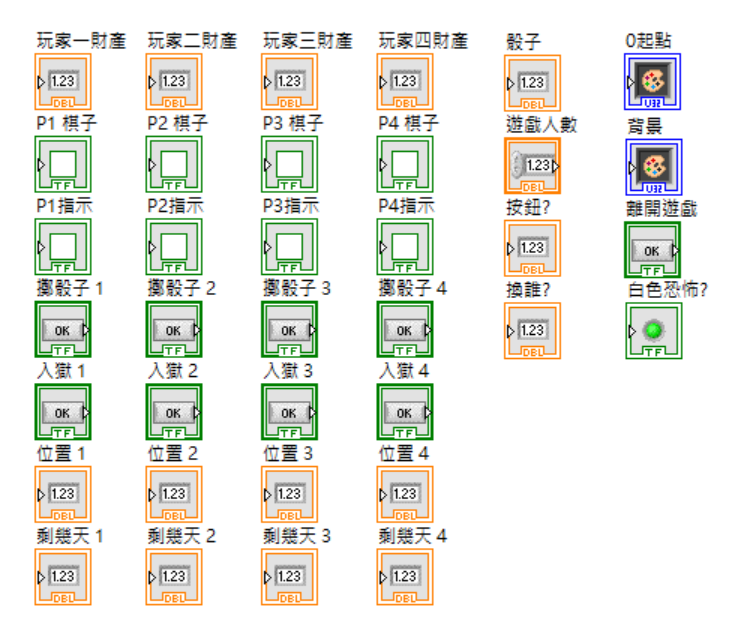 玩家一財產 玩家二財產 玩家三財產 玩家四財產 骰子 0起點
1.23 1.23 1.23 1.23 1.23
DBL DBL DBL DBL DBL U32
P1 棋子 P2 棋子 P3 棋子 P4 棋子 遊戲人數 背景
1.23
TF TF TF TF DBL U32
P1指示 P2指示 P3指示 P4指示 按鈕? 離開遊戲
1.23 OK
TF TF TF TF DBL TF
擲骰子 1 擲骰子 2 擲骰子 3 擲骰子 4 換誰? 白色恐怖?
OK OK OK OK 1.23
TF TF TF TF DBL TF
入獄 1 入獄 2 入獄 3 入獄 4
OK OK OK OK
TF TF TF TF
位置 1 位置 2 位置 3 位置 4
1.23 1.23 1.23 1.23
DBL DBL DBL DBL
剩幾天 1 剩幾天 2 剩幾天 3 剩幾天 4
1.23 1.23 1.23 1.23
DBL DBL DBL DBL